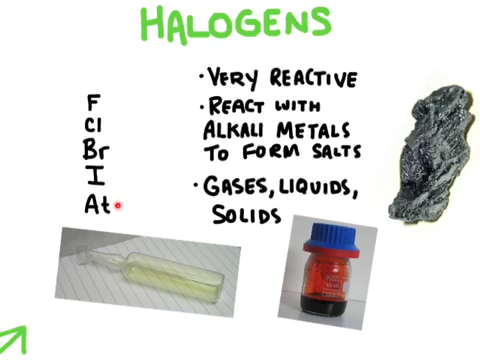 HALOGENS
F
Cl
Br
I
At
· VERY REACTIVE
· REACT WITH
ALKALI METALS
TO FORM SALTS
· GASES, LIQUIDS,
SOLIDS